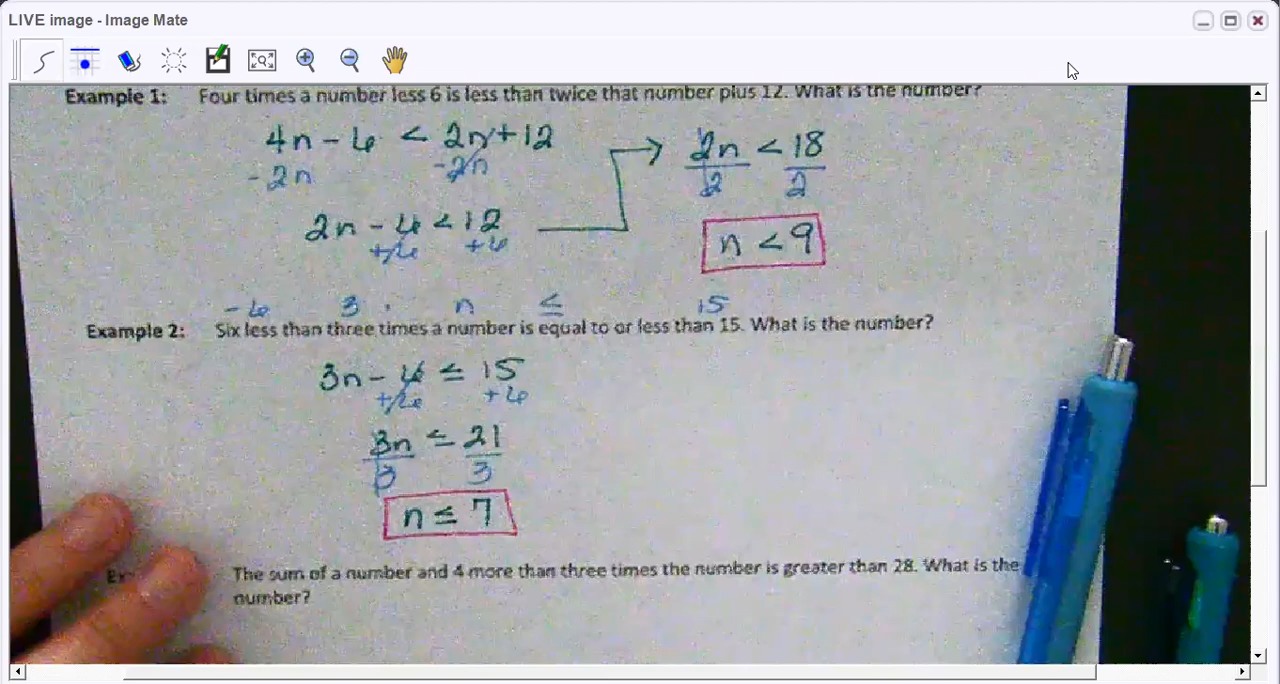 LIVE image - Image Mate
Example 1: Four times a number less 6 is less than twice that number plus 12. What is the number?
4n - 6 < 2n + 12
- 2n - 2n
2n - 6 < 12
+6 +6
2n < 18
2 2
n < 9
-6 3 · n ≤ 15
Example 2: Six less than three times a number is equal to or less than 15. What is the number?
3n - 6 ≤ 15
+6 +6
3n ≤ 21
3 3
n ≤ 7
The sum of a number and 4 more than three times the number is greater than 28. What is the
number?